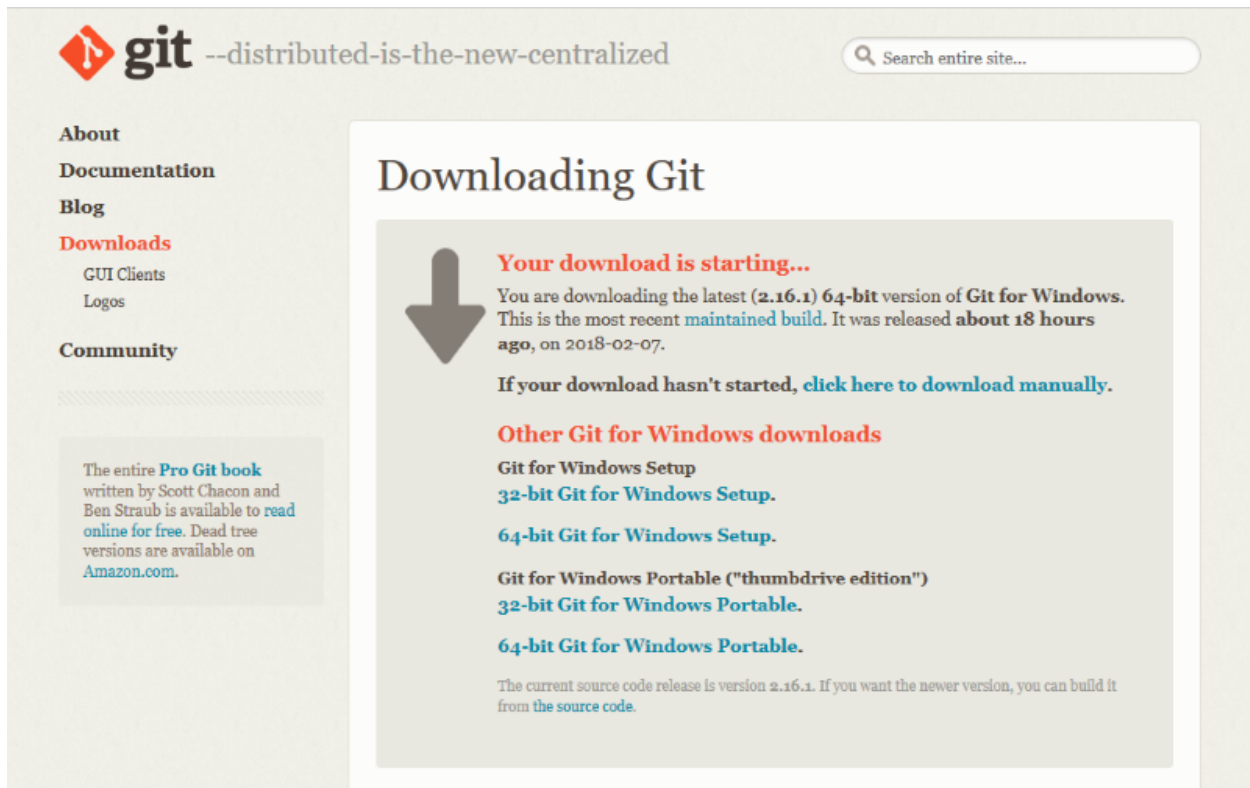 git --distributed-is-the-new-centralized
Search entire site...
About
Documentation
Blog
Downloads
GUI Clients
Logos
Community
The entire Pro Git book
written by Scott Chacon and
Ben Straub is available to read
online for free. Dead tree
versions are available on
Amazon.com.
Downloading Git
Your download is starting...
You are downloading the latest (2.16.1) 64-bit version of Git for Windows.
This is the most recent maintained build. It was released about 18 hours
ago, on 2018-02-07.
If your download hasn't started, click here to download manually.
Other Git for Windows downloads
Git for Windows Setup
32-bit Git for Windows Setup.
64-bit Git for Windows Setup.
Git for Windows Portable ("thumbdrive edition")
32-bit Git for Windows Portable.
64-bit Git for Windows Portable.
The current source code release is version 2.16.1. If you want the newer version, you can build it
from the source code.